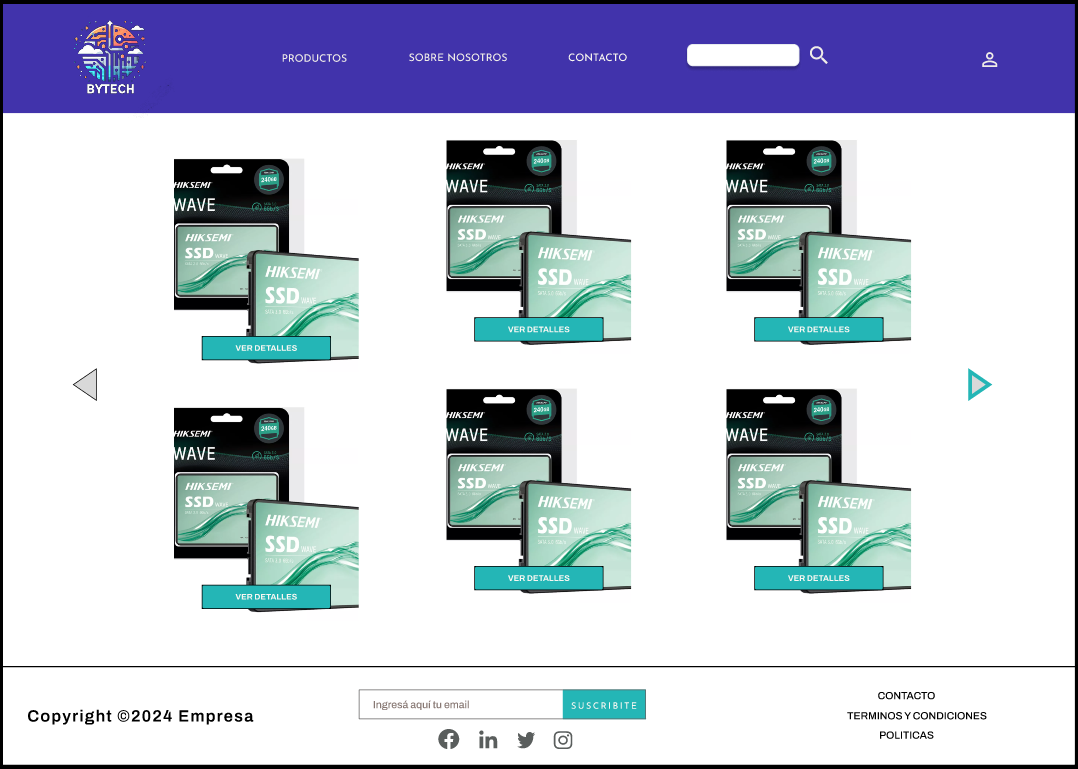 BYTECH
PRODUCTOS
SOBRE NOSOTROS
CONTACTO
HIKSEMI
240GB
WAVE
HIKSEMI
SSD WAVE
HIKSEMI
SSD WAVE
VER DETALLES
HIKSEMI
240GB
WAVE
HIKSEMI
SSD WAVE
HIKSEMI
SSD WAVE
VER DETALLES
HIKSEMI
240GB
WAVE
HIKSEMI
SSD WAVE
HIKSEMI
SSD WAVE
VER DETALLES
HIKSEMI
240GB
WAVE
HIKSEMI
SSD WAVE
HIKSEMI
SSD WAVE
VER DETALLES
HIKSEMI
240GB
WAVE
HIKSEMI
SSD WAVE
HIKSEMI
SSD WAVE
VER DETALLES
HIKSEMI
240GB
WAVE
HIKSEMI
SSD WAVE
HIKSEMI
SSD WAVE
VER DETALLES
Copyright ©2024 Empresa
Ingresá aquí tu email
SUSCRIBITE
CONTACTO
TERMINOS Y CONDICIONES
POLITICAS